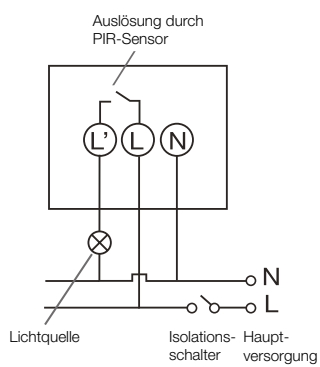 Auslösung durch
PIR-Sensor
L' L N
N
L
Lichtquelle
Isolations-
schalter
Haupt-
versorgung